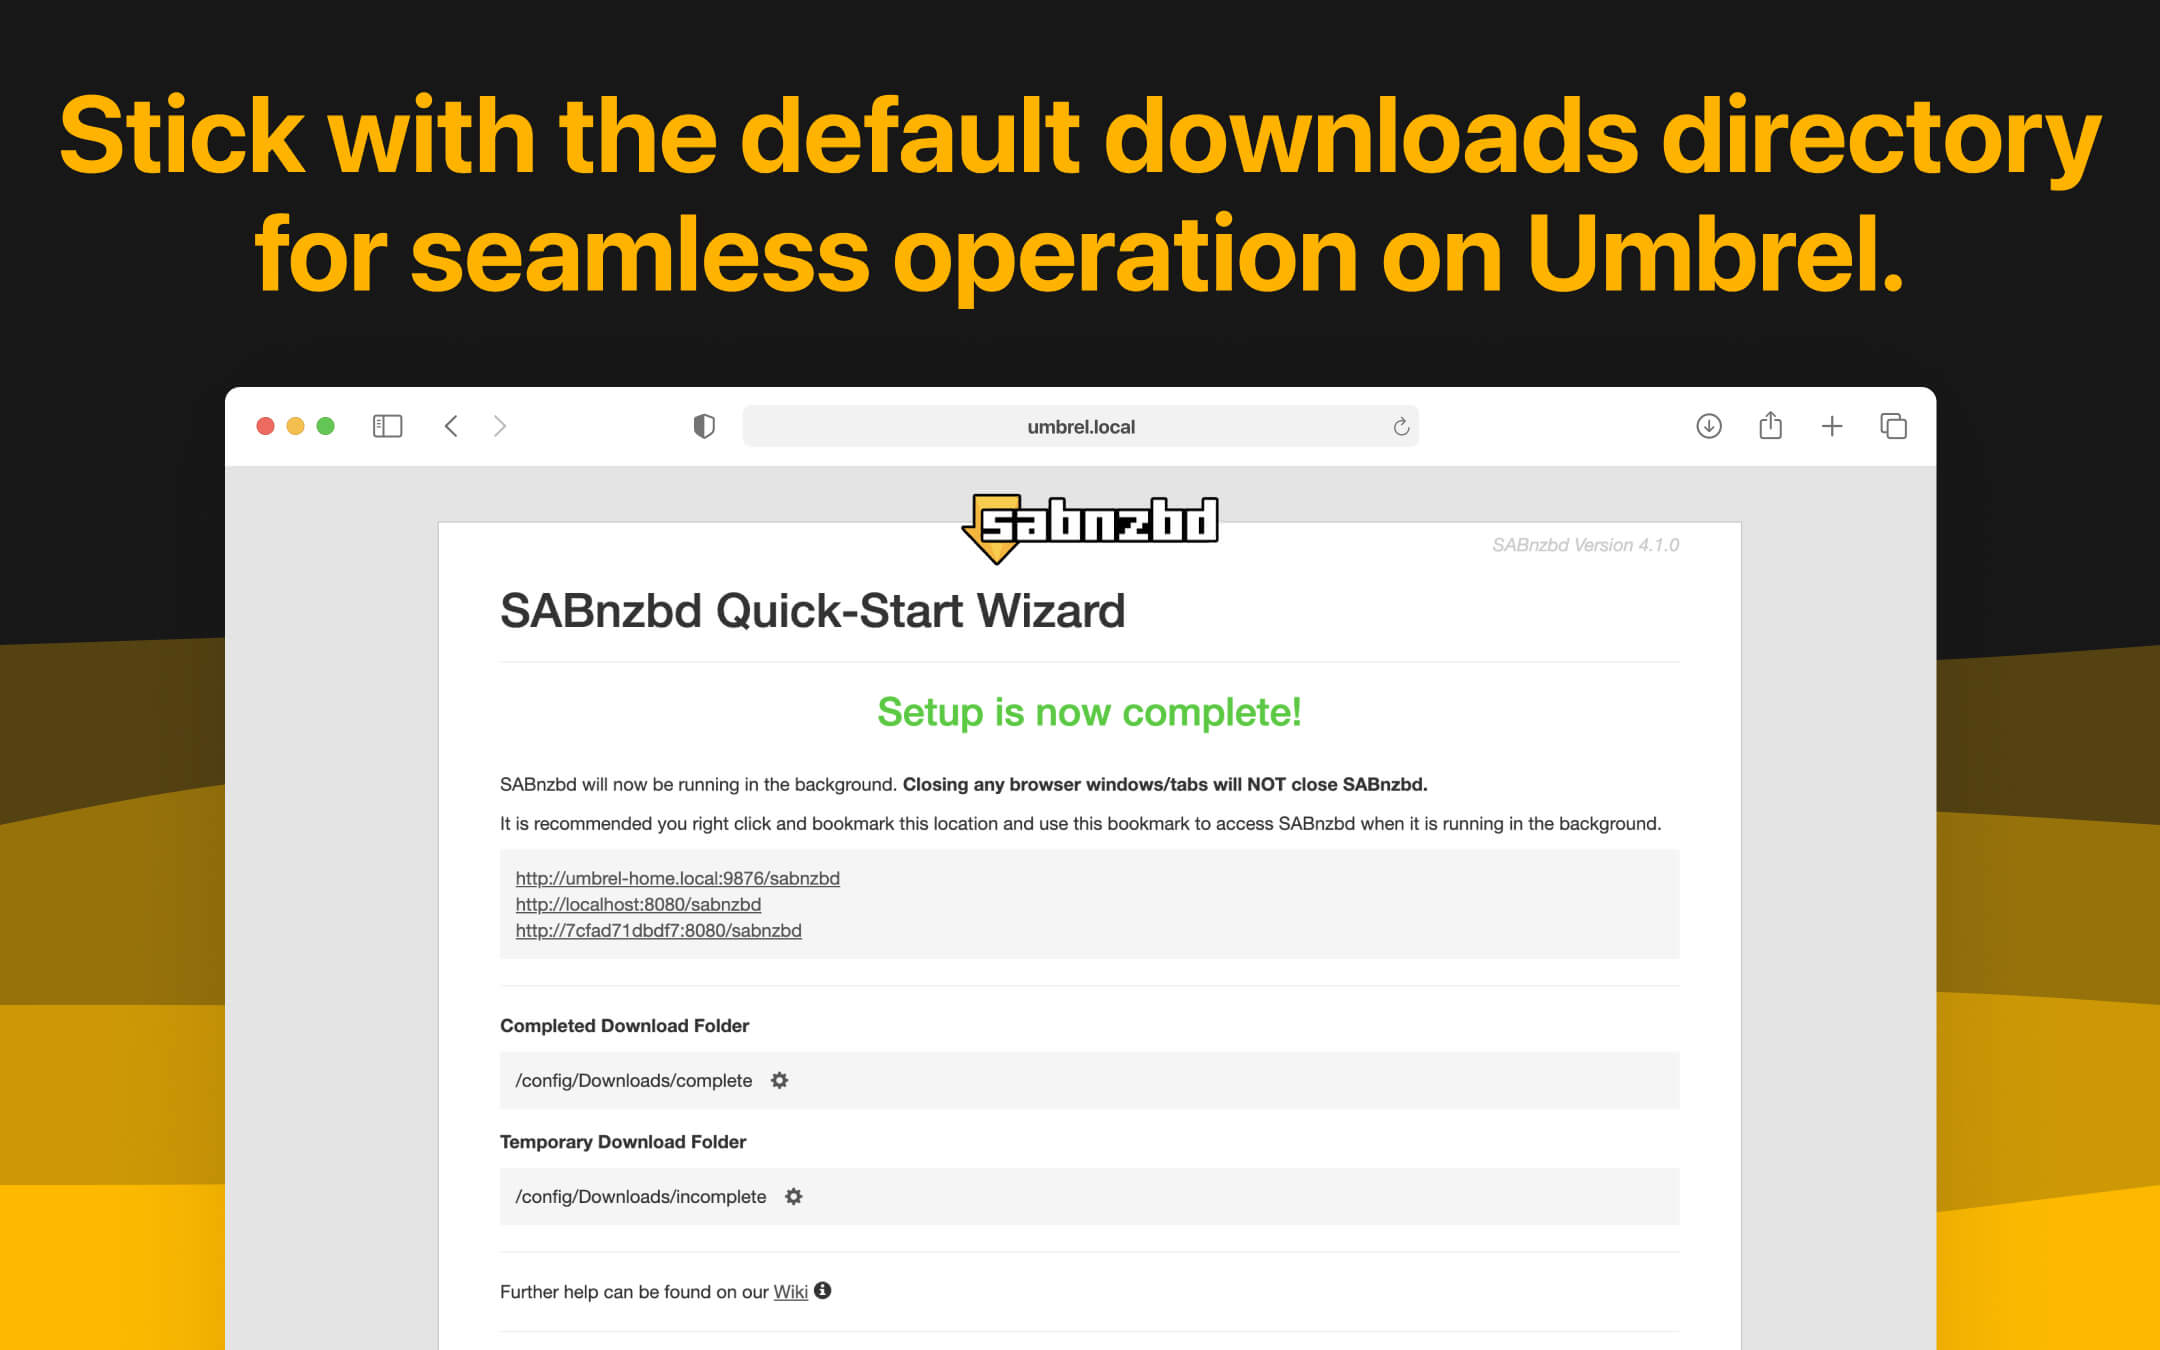 Stick with the default downloads directory
for seamless operation on Umbrel.
umbrel.local
sabnzbd
SABnzbd Version 4.1.0
SABnzbd Quick-Start Wizard
Setup is now complete!
SABnzbd will now be running in the background. Closing any browser windows/tabs will NOT close SABnzbd.
It is recommended you right click and bookmark this location and use this bookmark to access SABnzbd when it is running in the background.
http://umbrel-home.local:9876/sabnzbd
http://localhost:8080/sabnzbd
http://7cfad71dbdf7:8080/sabnzbd
Completed Download Folder
/config/Downloads/complete
Temporary Download Folder
/config/Downloads/incomplete
Further help can be found on our Wiki